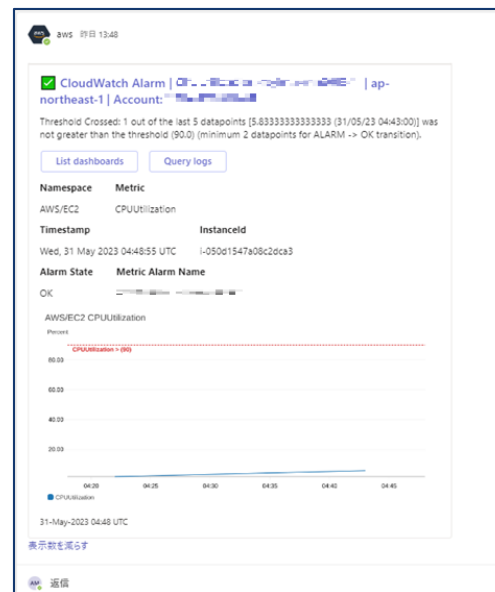 aws 昨日 13:48
CloudWatch Alarm | | ap-
northeast-1 | Account:
Threshold Crossed: 1 out of the last 5 datapoints [5.83333333333333 (31/05/23 04:43:00)] was
not greater than the threshold (90.0) (minimum 2 datapoints for ALARM -> OK transition).
List dashboards Query logs
Namespace Metric
AWS/EC2 CPUUtilization
Timestamp InstanceId
Wed, 31 May 2023 04:48:55 UTC i-050d1547a08c2dca3
Alarm State Metric Alarm Name
OK
AWS/EC2 CPUUtilization
Percent
CPUUtilization > (90)
80.00
60.00
40.00
20.00
04:20 04:25 04:30 04:35 04:40 04:45
CPUUtilization
31-May-2023 04:48 UTC
表示数を減らす
返信